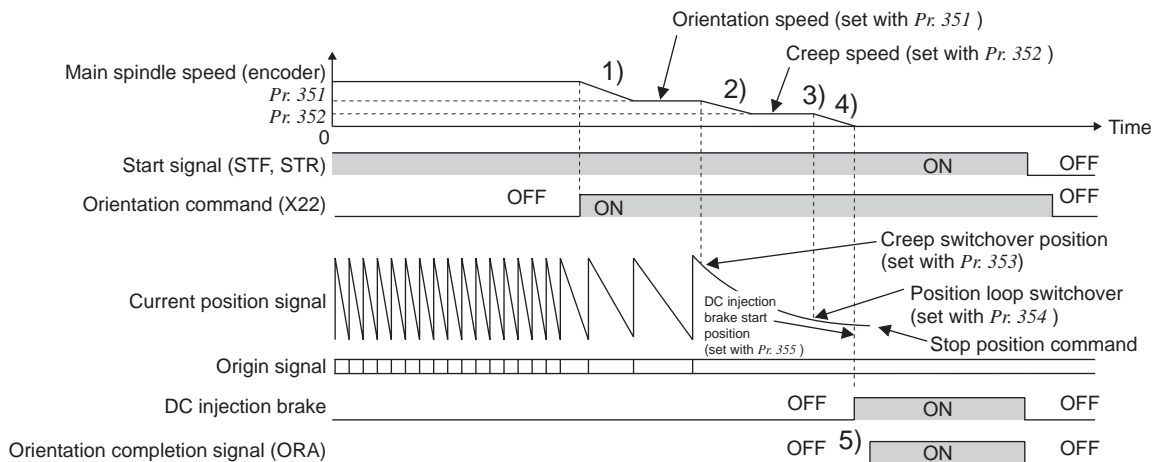 Orientation speed (set with Pr. 351 )
Creep speed (set with Pr. 352 )
Main spindle speed (encoder)
1)
2)
3)
4)
Pr. 351
Pr. 352
0
Time
Start signal (STF, STR)
ON
OFF
Orientation command (X22)
OFF
ON
OFF
Creep switchover position
(set with Pr. 353)
Current position signal
DC injection
brake start
position
(set with Pr. 355 )
Position loop switchover
(set with Pr. 354 )
Stop position command
Origin signal
DC injection brake
OFF
ON
OFF
Orientation completion signal (ORA)
OFF
5)
ON
OFF